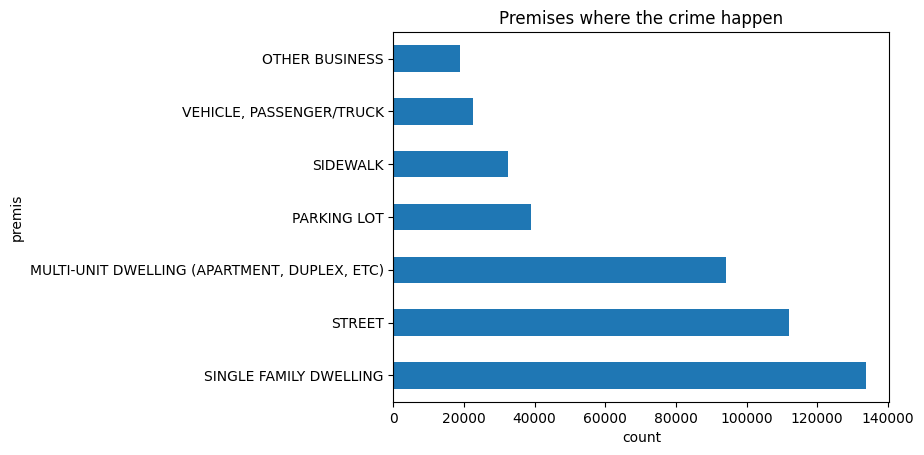 Premises where the crime happen
OTHER BUSINESS
VEHICLE, PASSENGER/TRUCK
SIDEWALK
PARKING LOT
MULTI-UNIT DWELLING (APARTMENT, DUPLEX, ETC)
STREET
SINGLE FAMILY DWELLING
premis
0 20000 40000 60000 80000 100000 120000 140000
count